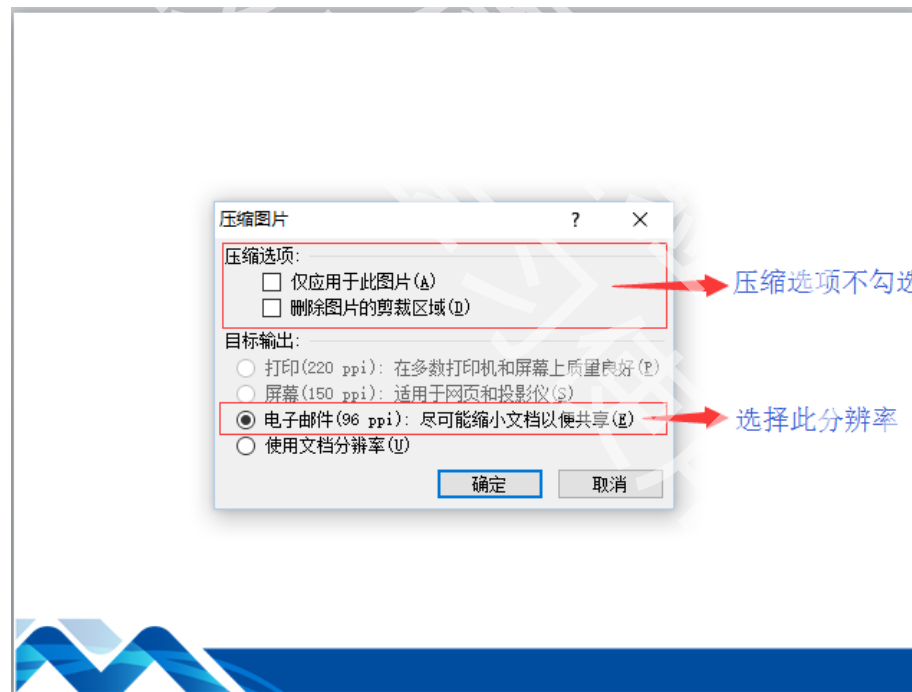 压缩图片
压缩选项:
仅应用于此图片(A)
删除图片的剪裁区域(D)
压缩选项不勾选
目标输出:
打印(220 ppi): 在多数打印机和屏幕上质量良好(P)
屏幕(150 ppi): 适用于网页和投影仪(S)
电子邮件(96 ppi): 尽可能缩小文档以便共享(E)
选择此分辨率
使用文档分辨率(U)
确定
取消